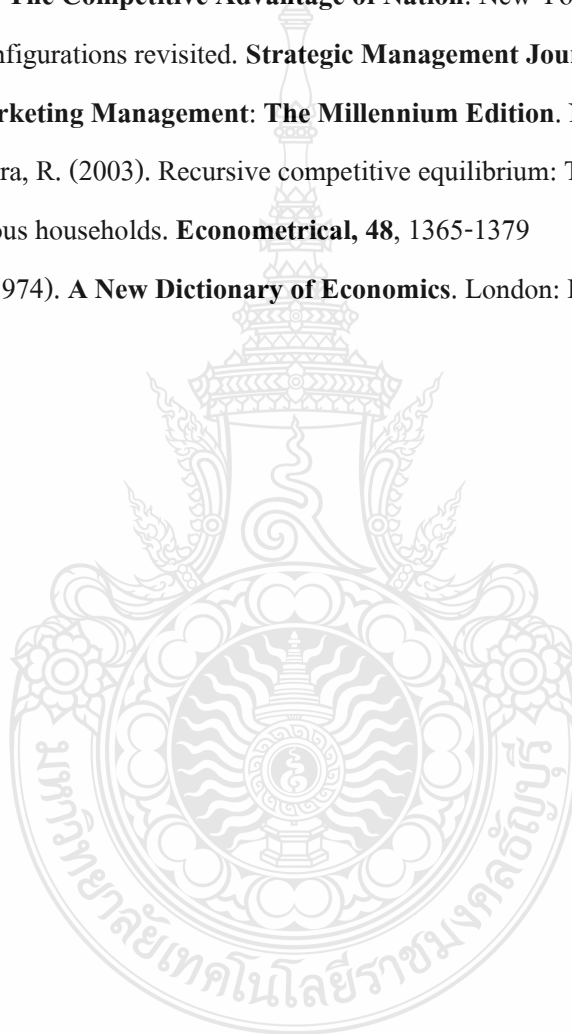 The Competitive Advantage of Nation. New Yo
nfigurations revisited. Strategic Management Jour
rketing Management: The Millennium Edition. 
ra, R. (2003). Recursive competitive equilibrium: T
ous households. Econometrical, 48, 1365-1379
974). A New Dictionary of Economics. London: 
มหาวิทยาลัยเทคโนโลยีราชมงคลธัญบุรี